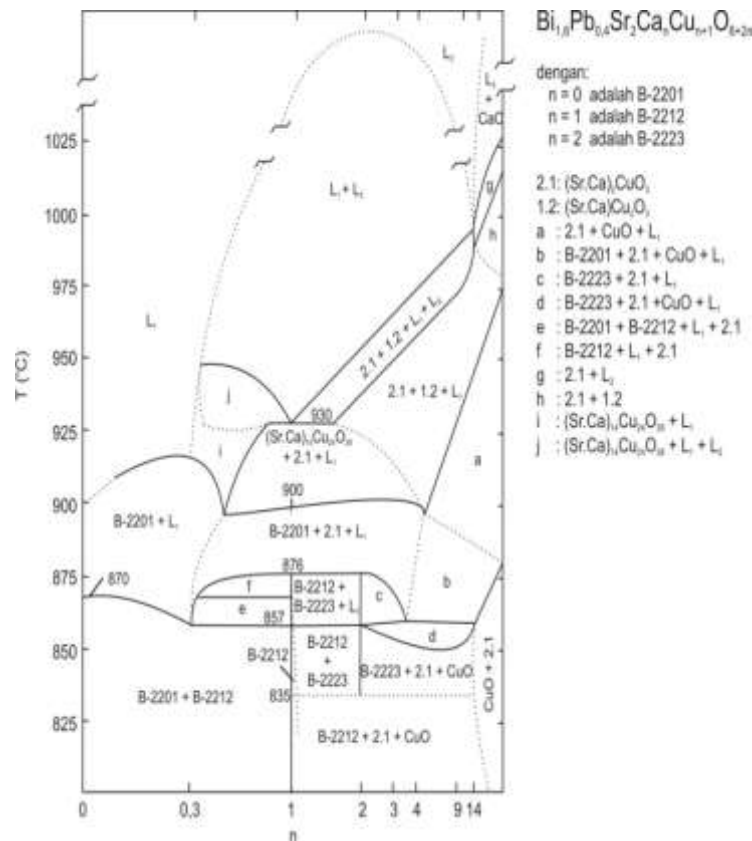 Bi₁,₆Pb₀,₄Sr₂CaₙCuₙ₊₁O₆₊₂ₙ
dengan:
n = 0 adalah B-2201
n = 1 adalah B-2212
n = 2 adalah B-2223
2.1: (Sr.Ca)₂CuO₃
1.2: (Sr.Ca)Cu₂O₃
a : 2.1 + CuO + L₁
b : B-2201 + 2.1 + CuO + L₁
c : B-2223 + 2.1 + L₁
d : B-2223 + 2.1 +CuO + L₁
e : B-2201 + B-2212 + L₁ + 2.1
f : B-2212 + L₁ + 2.1
g : 2.1 + L₂
h : 2.1 + 1.2
i : (Sr.Ca)₁₄Cu₂₄O₃₈ + L₁
j : (Sr.Ca)₁₄Cu₂₄O₃₈ + L₁ + L₂
T (°C)
1025
1000
975
950
925
900
875
850
825
L₂
L₂
+
CaO
L₁ + L₂
g
h
L₁
2.1 + 1.2 + L₁ + L₂
2.1 + 1.2 + L₁
j
930
(Sr.Ca)₁₄Cu₂₄O₃₈
+ 2.1 + L₁
i
a
900
B-2201 + L₁
B-2201 + 2.1 + L₁
870
876
f
B-2212 +
B-2223 + L₁
c
b
e
857
d
B-2212
B-2212
+
B-2223
B-2223 + 2.1 + CuO
CuO + 2.1
B-2201 + B-2212
835
B-2212 + 2.1 + CuO
0
0,3
1
2
3
4
9
14
n